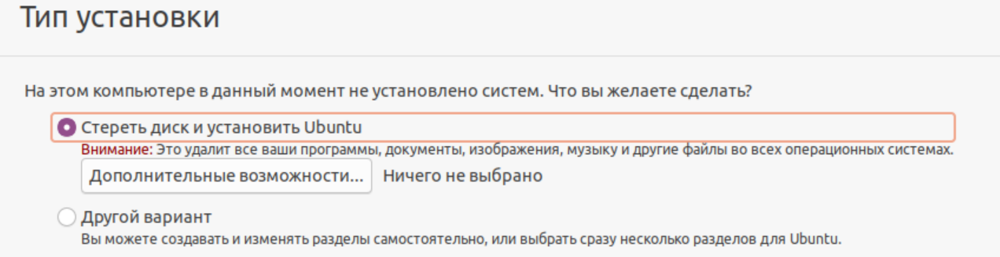 Тип установки
На этом компьютере в данный момент не установлено систем. Что вы желаете сделать?
Стереть диск и установить Ubuntu
Внимание: Это удалит все ваши программы, документы, изображения, музыку и другие файлы во всех операционных системах.
Дополнительные возможности... Ничего не выбрано
Другой вариант
Вы можете создавать и изменять разделы самостоятельно, или выбрать сразу несколько разделов для Ubuntu.